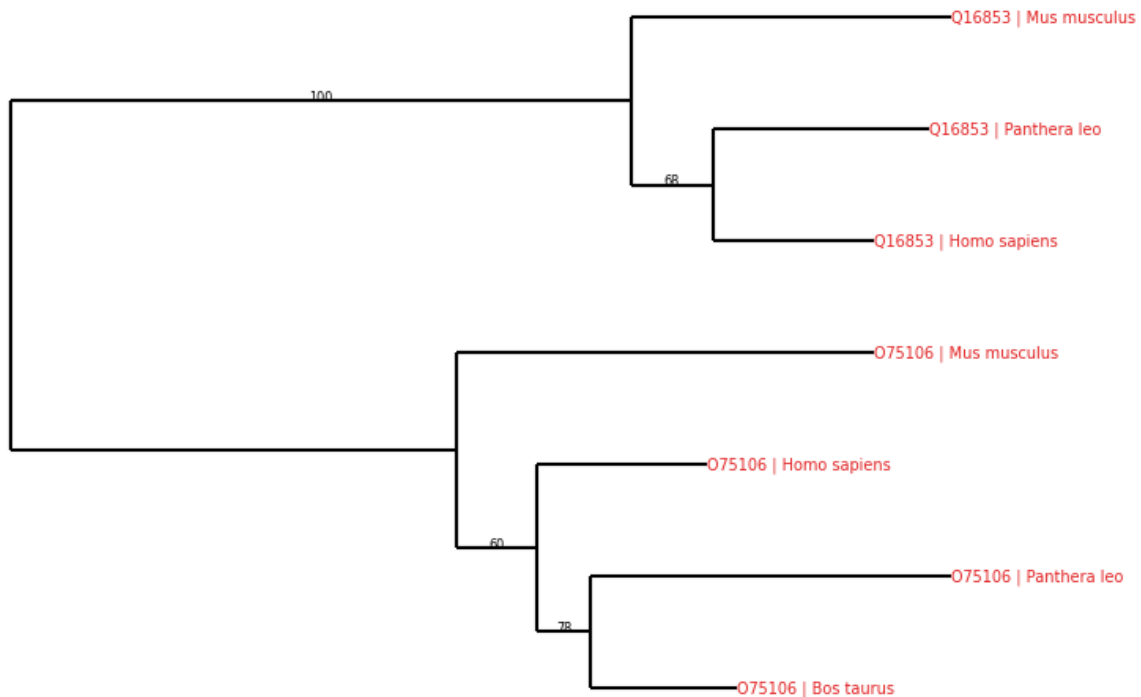 Q16853 | Mus musculus
100
Q16853 | Panthera leo
68
Q16853 | Homo sapiens
O75106 | Mus musculus
O75106 | Homo sapiens
60
O75106 | Panthera leo
78
O75106 | Bos taurus